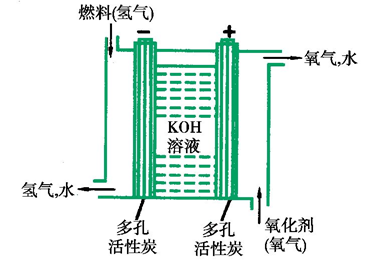 燃料(氢气)
− +
氧气,水
KOH
溶液
氢气,水
多孔
活性炭
多孔
活性炭
氧化剂
(氧气)